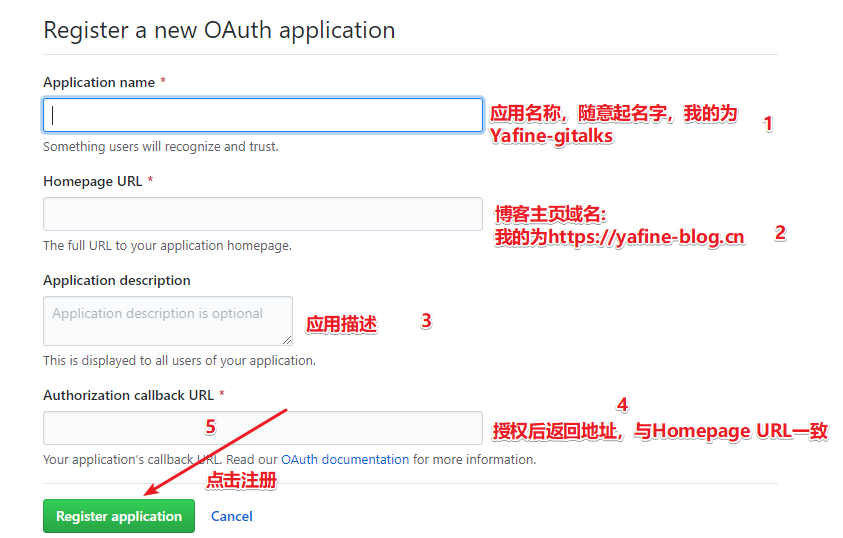 Register a new OAuth application
Application name *
应用名称，随意起名字，我的为
Yafine-gitalks
1
Something users will recognize and trust.
Homepage URL *
博客主页域名:
我的为https://yafine-blog.cn
2
The full URL to your application homepage.
Application description
Application description is optional
应用描述
3
This is displayed to all users of your application.
Authorization callback URL *
4
授权后返回地址，与Homepage URL一致
5
Your application's callback URL. Read our OAuth documentation for more information.
点击注册
Register application
Cancel